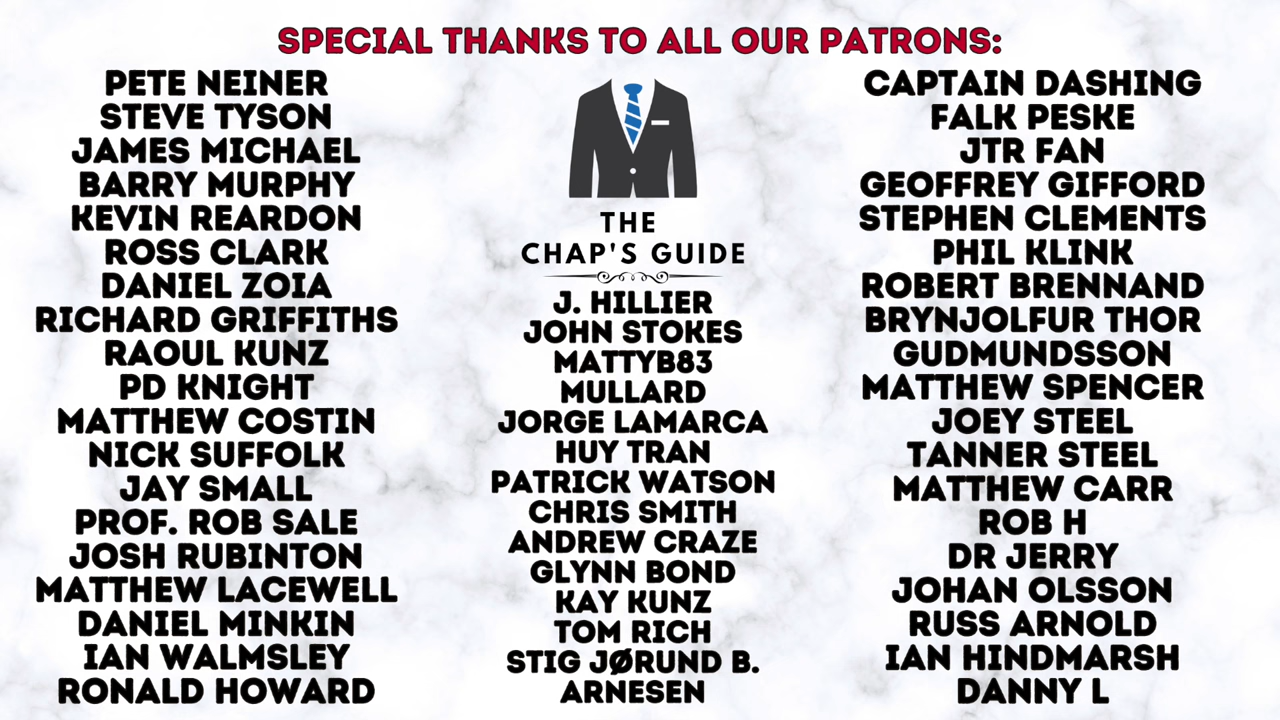 SPECIAL THANKS TO ALL OUR PATRONS:
PETE NEINER
STEVE TYSON
JAMES MICHAEL
BARRY MURPHY
KEVIN REARDON
ROSS CLARK
DANIEL ZOIA
RICHARD GRIFFITHS
RAOUL KUNZ
PD KNIGHT
MATTHEW COSTIN
NICK SUFFOLK
JAY SMALL
PROF. ROB SALE
JOSH RUBINTON
MATTHEW LACEWELL
DANIEL MINKIN
IAN WALMSLEY
RONALD HOWARD
THE
CHAP'S GUIDE
J. HILLIER
JOHN STOKES
MATTYB83
MULLARD
JORGE LAMARCA
HUY TRAN
PATRICK WATSON
CHRIS SMITH
ANDREW CRAZE
GLYNN BOND
KAY KUNZ
TOM RICH
STIG JØRUND B.
ARNESEN
CAPTAIN DASHING
FALK PESKE
JTR FAN
GEOFFREY GIFFORD
STEPHEN CLEMENTS
PHIL KLINK
ROBERT BRENNAND
BRYNJOLFUR THOR
GUDMUNDSSON
MATTHEW SPENCER
JOEY STEEL
TANNER STEEL
MATTHEW CARR
ROB H
DR JERRY
JOHAN OLSSON
RUSS ARNOLD
IAN HINDMARSH
DANNY L